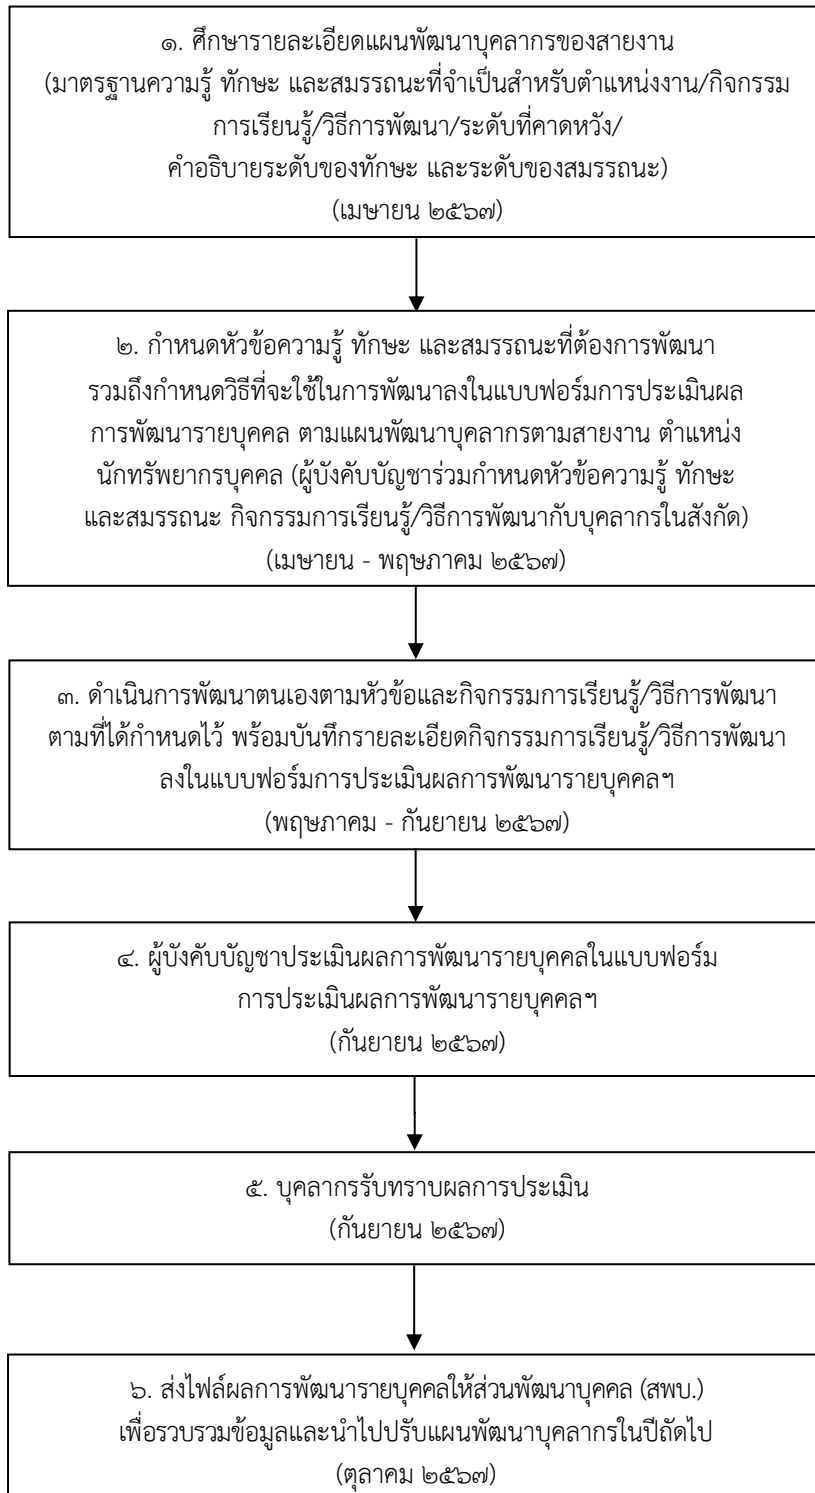 ๑. ศึกษารายละเอียดแผนพัฒนาบุคลากรของสายงาน
(มาตรฐานความรู้ ทักษะ และสมรรถนะที่จำเป็นสำหรับตำแหน่งงาน/กิจกรรม
การเรียนรู้/วิธีการพัฒนา/ระดับที่คาดหวัง/
คำอธิบายระดับของทักษะ และระดับของสมรรถนะ)
(เมษายน ๒๕๖๗)
๒. กำหนดหัวข้อความรู้ ทักษะ และสมรรถนะที่ต้องการพัฒนา
รวมถึงกำหนดวิธีที่จะใช้ในการพัฒนาลงในแบบฟอร์มการประเมินผล
การพัฒนารายบุคคล ตามแผนพัฒนาบุคลากรตามสายงาน ตำแหน่ง
นักทรัพยากรบุคคล (ผู้บังคับบัญชาร่วมกำหนดหัวข้อความรู้ ทักษะ
และสมรรถนะ กิจกรรมการเรียนรู้/วิธีการพัฒนากับบุคลากรในสังกัด)
(เมษายน - พฤษภาคม ๒๕๖๗)
๓. ดำเนินการพัฒนาตนเองตามหัวข้อและกิจกรรมการเรียนรู้/วิธีการพัฒนา
ตามที่ได้กำหนดไว้ พร้อมบันทึกรายละเอียดกิจกรรมการเรียนรู้/วิธีการพัฒนา
ลงในแบบฟอร์มการประเมินผลการพัฒนารายบุคคลฯ
(พฤษภาคม - กันยายน ๒๕๖๗)
๔. ผู้บังคับบัญชาประเมินผลการพัฒนารายบุคคลในแบบฟอร์ม
การประเมินผลการพัฒนารายบุคคลฯ
(กันยายน ๒๕๖๗)
๕. บุคลากรรับทราบผลการประเมิน
(กันยายน ๒๕๖๗)
๖. ส่งไฟล์ผลการพัฒนารายบุคคลให้ส่วนพัฒนาบุคคล (สพบ.)
เพื่อรวบรวมข้อมูลและนำไปปรับแผนพัฒนาบุคลากรในปีถัดไป
(ตุลาคม ๒๕๖๗)